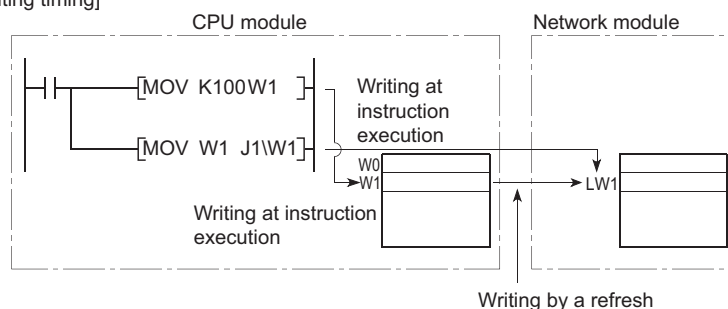 ting timing]
CPU module
Network module
MOV K100W1
Writing at
instruction
execution
MOV W1 J1\W1
W0
W1
LW1
Writing at instruction
execution
Writing by a refresh